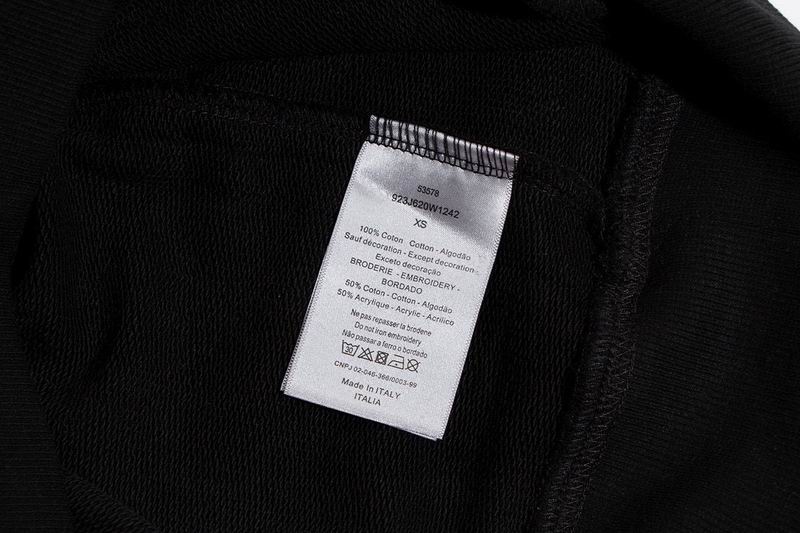 53578
923J620W1242
XS
100% Coton Cotton - Algodão
Sauf décoration - Except decoration -
Exceto decoração
BRODERIE - EMBROIDERY -
BORDADO
50% Coton - Cotton - Algodão
50% Acrylique - Acrylic - Acrílico
Ne pas repasser la brodene
Do not iron embroidery
Não passar a ferro o bordado
30
CNPJ 02-046-366/0003-99
Made in ITALY
ITALIA